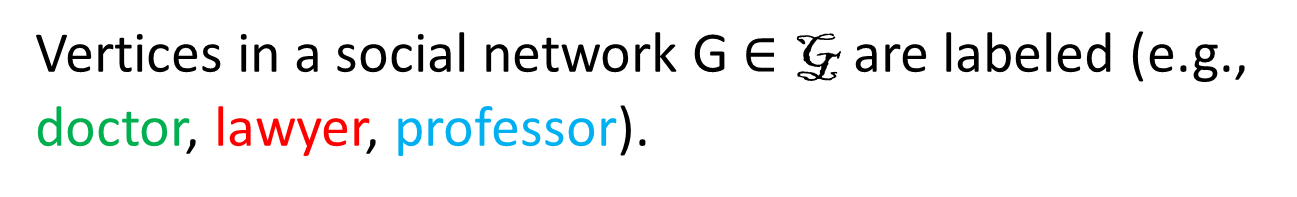 Vertices in a social network G ∈ 𝒢 are labeled (e.g.,
doctor, lawyer, professor).